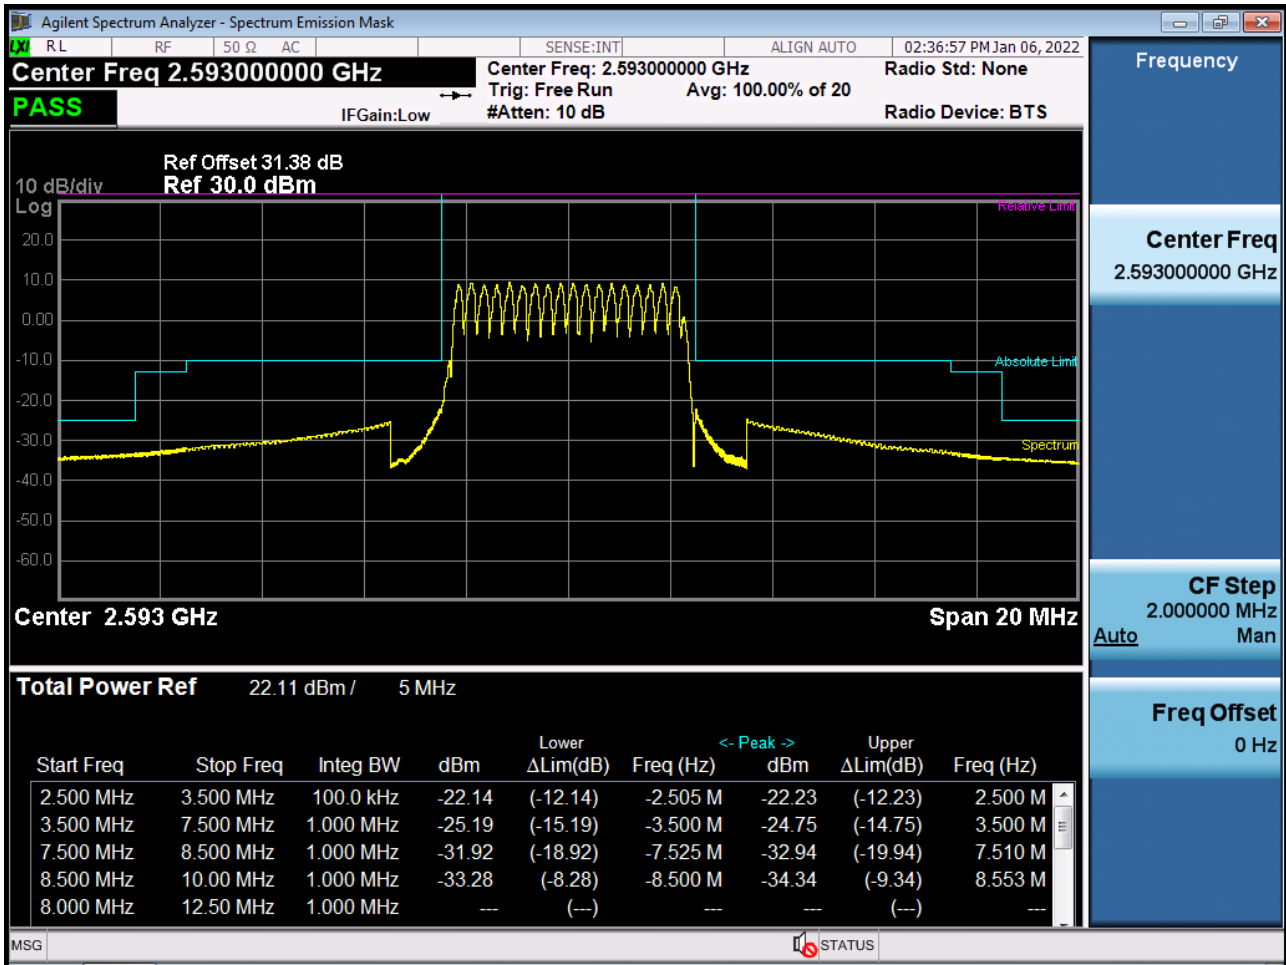 Agilent Spectrum Analyzer - Spectrum Emission Mask
LXI RL RF 50 Ω AC SENSE:INT ALIGN AUTO 02:36:57 PM Jan 06, 2022
Center Freq 2.593000000 GHz
Center Freq: 2.593000000 GHz
Radio Std: None
Trig: Free Run
Avg: 100.00% of 20
PASS
IFGain:Low
#Atten: 10 dB
Radio Device: BTS
Ref Offset 31.38 dB
10 dB/div
Ref 30.0 dBm
Log
Relative Limit
20.0
10.0
0.00
-10.0
Absolute Limit
-20.0
-30.0
Spectrum
-40.0
-50.0
-60.0
Center 2.593 GHz
Span 20 MHz
Total Power Ref 22.11 dBm / 5 MHz
Lower <- Peak -> Upper
Start Freq Stop Freq Integ BW dBm ΔLim(dB) Freq (Hz) dBm ΔLim(dB) Freq (Hz)
2.500 MHz 3.500 MHz 100.0 kHz -22.14 (-12.14) -2.505 M -22.23 (-12.23) 2.500 M
3.500 MHz 7.500 MHz 1.000 MHz -25.19 (-15.19) -3.500 M -24.75 (-14.75) 3.500 M
7.500 MHz 8.500 MHz 1.000 MHz -31.92 (-18.92) -7.525 M -32.94 (-19.94) 7.510 M
8.500 MHz 10.00 MHz 1.000 MHz -33.28 (-8.28) -8.500 M -34.34 (-9.34) 8.553 M
8.000 MHz 12.50 MHz 1.000 MHz --- (---) --- --- (---) ---
MSG
STATUS
Frequency
Center Freq
2.593000000 GHz
CF Step
2.000000 MHz
Auto Man
Freq Offset
0 Hz